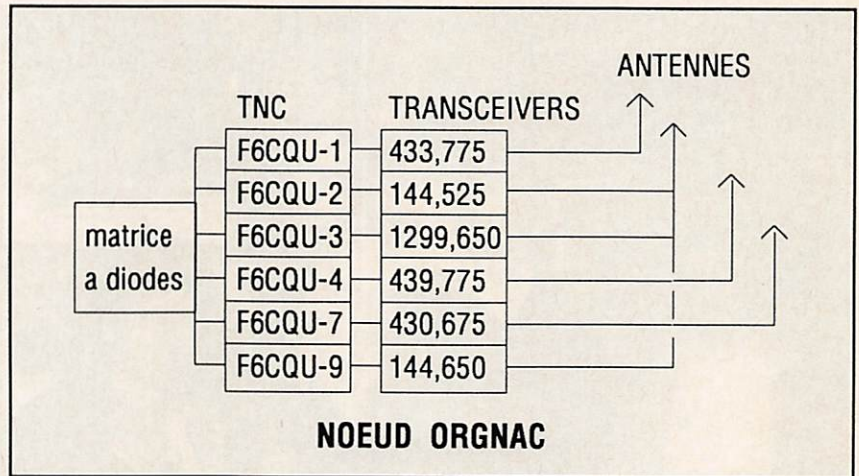 ANTENNES
TNC TRANSCEIVERS
F6CQU-1 433,775
F6CQU-2 144,525
F6CQU-3 1299,650
F6CQU-4 439,775
F6CQU-7 430,675
F6CQU-9 144,650
matrice
a diodes
NOEUD ORGNAC